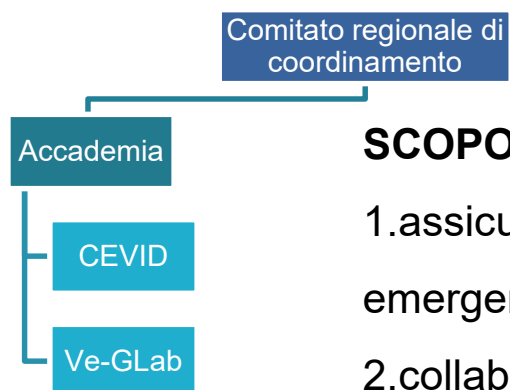 Comitato regionale di
coordinamento
Accademia
CEVID
Ve-GLab
SCOPO
1.assicu
emerger
2.collab